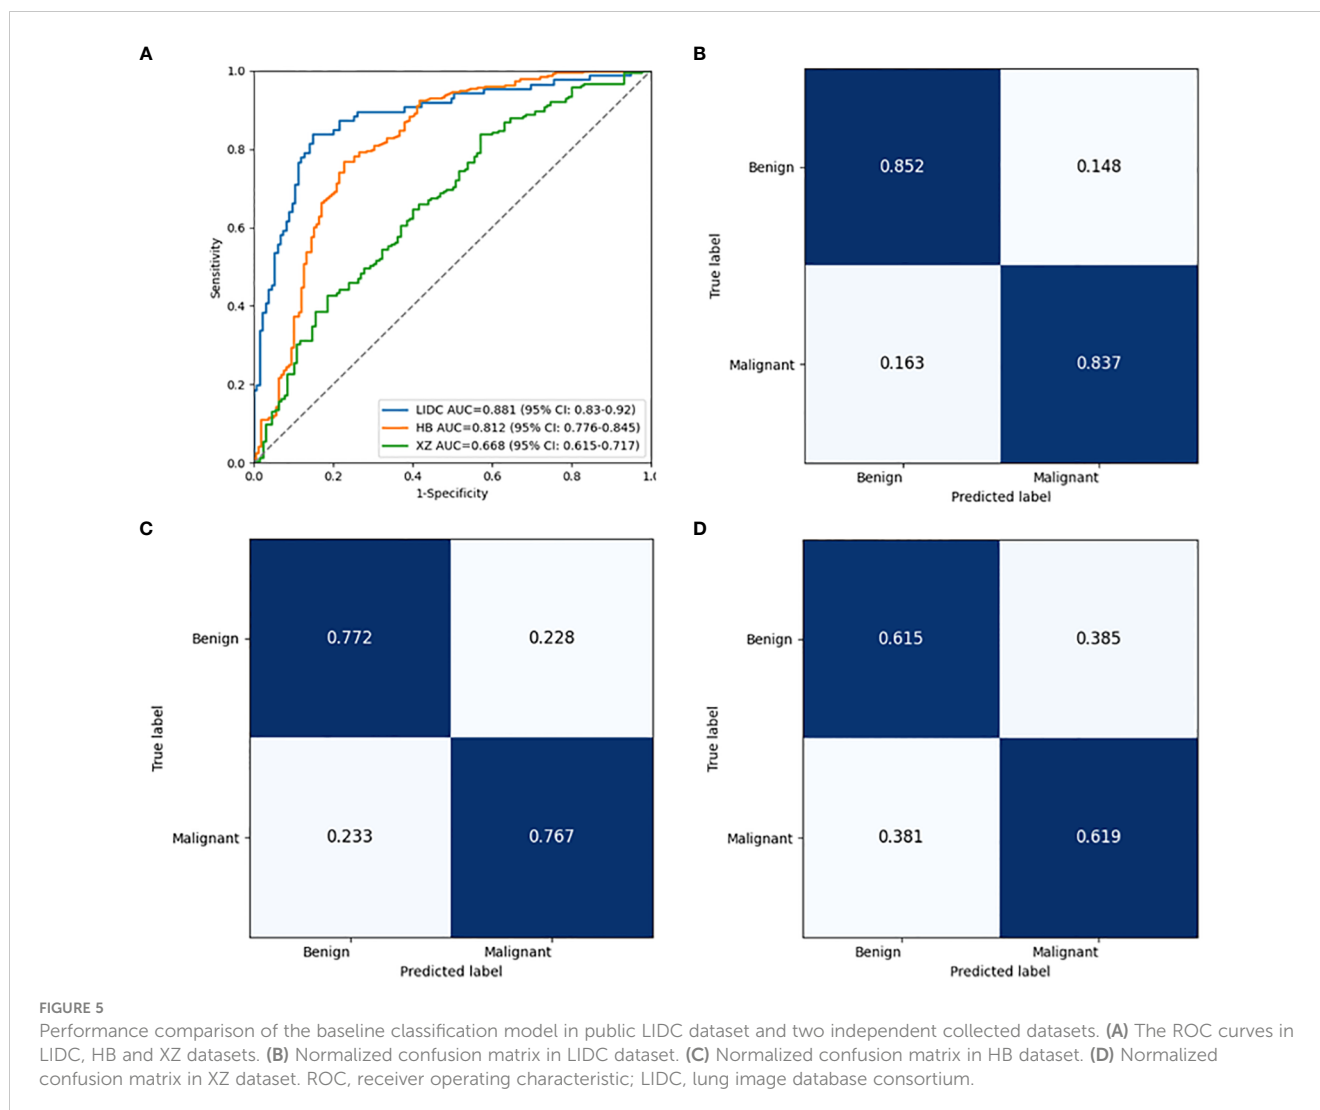 A
1.0
0.8
0.6
0.4
0.2
0.0
Sensitivity
LIDC AUC=0.881 (95% CI: 0.83-0.92)
HB AUC=0.812 (95% CI: 0.776-0.845)
XZ AUC=0.668 (95% CI: 0.615-0.717)
0.0 0.2 0.4 0.6 0.8 1.
1-Specificity
B
Benign 0.852 0.148
True label
Malignant 0.163 0.837
Benign Malignant
Predicted label
C
Benign 0.772 0.228
True label
Malignant 0.233 0.767
Benign Malignant
Predicted label
D
Benign 0.615 0.385
True label
Malignant 0.381 0.619
Benign Malignant
Predicted label
FIGURE 5
Performance comparison of the baseline classification model in public LIDC dataset and two independent collected datasets. (A) The ROC curves in
LIDC, HB and XZ datasets. (B) Normalized confusion matrix in LIDC dataset. (C) Normalized confusion matrix in HB dataset. (D) Normalized
confusion matrix in XZ dataset. ROC, receiver operating characteristic; LIDC, lung image database consortium.